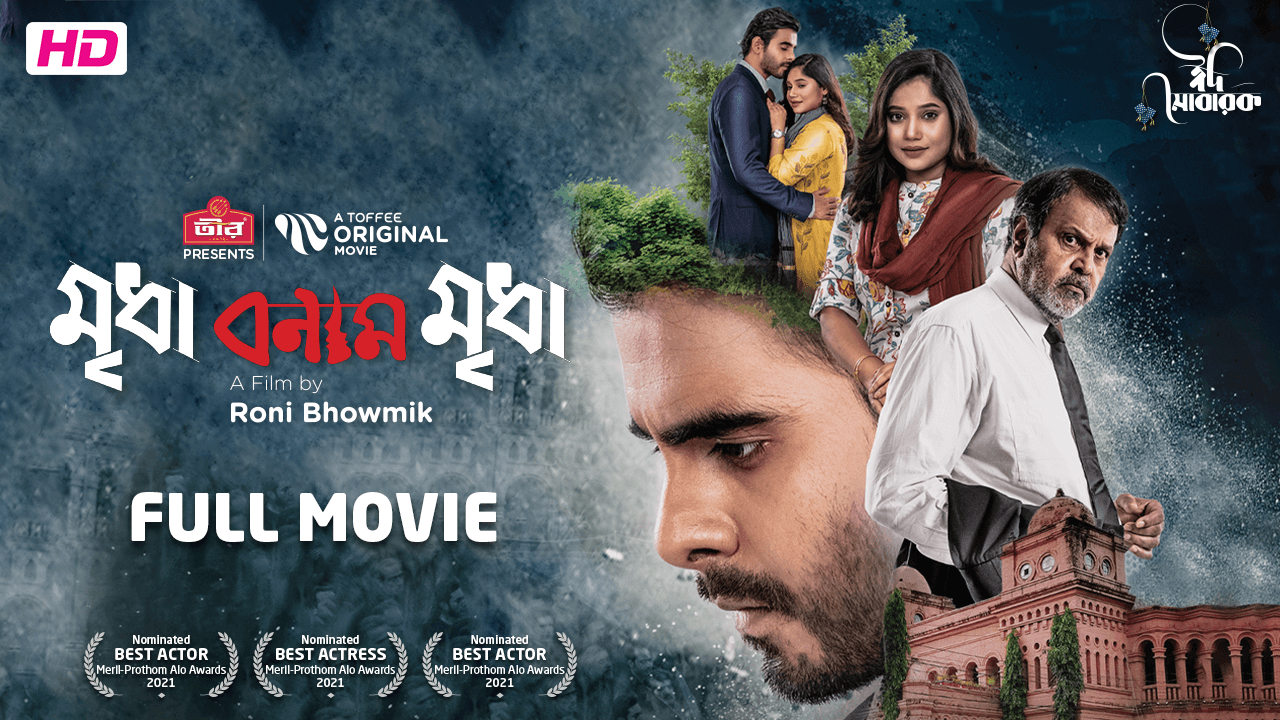 HD
ঈদ
মোবারক
তীর
PRESENTS
A TOFFEE
ORIGINAL
MOVIE
মৃধা বনাম মৃধা
A Film by
Roni Bhowmik
FULL MOVIE
Nominated
BEST ACTOR
Meril-Prothom Alo Awards
2021
Nominated
BEST ACTRESS
Meril-Prothom Alo Awards
2021
Nominated
BEST ACTOR
Meril-Prothom Alo Awards
2021